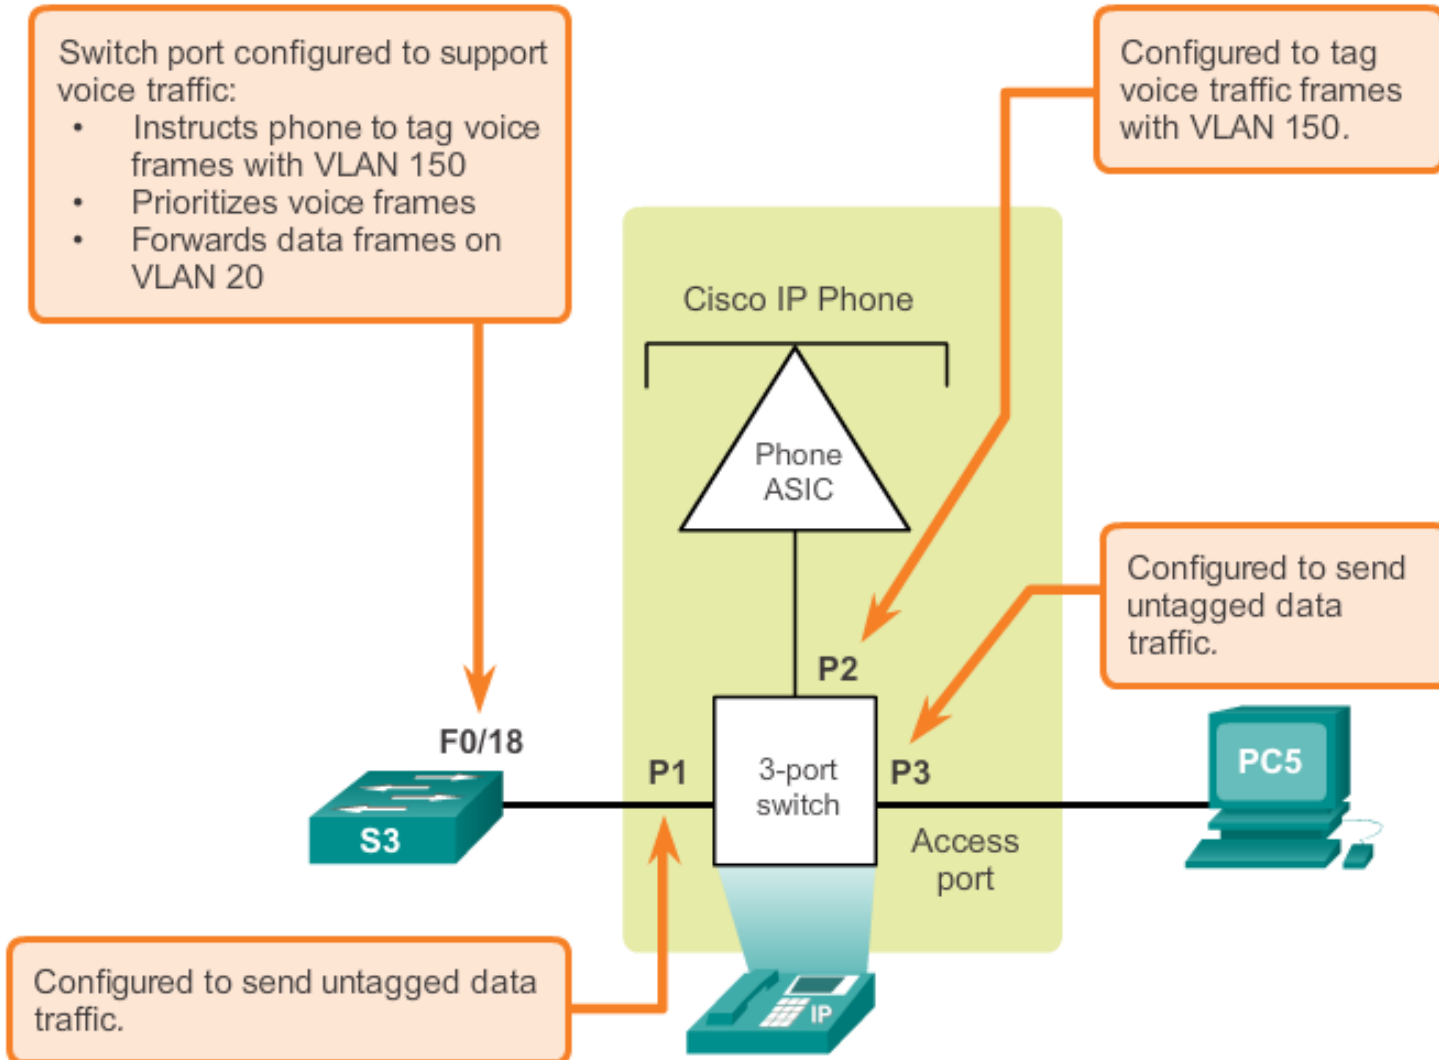 Switch port configured to support
voice traffic:
• Instructs phone to tag voice
frames with VLAN 150
• Prioritizes voice frames
• Forwards data frames on
VLAN 20
Configured to tag
voice traffic frames
with VLAN 150.
Cisco IP Phone
Phone
ASIC
Configured to send
untagged data
traffic.
P2
F0/18
P1
3-port
switch
P3
PC5
S3
Access
port
Configured to send untagged data
traffic.
IP